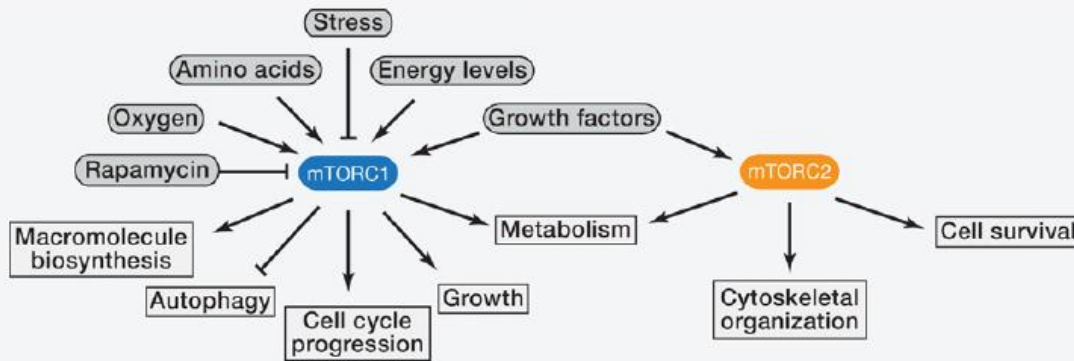 Stress
Amino acids
Energy levels
Oxygen
Growth factors
Rapamycin
mTORC1
mTORC2
Macromolecule
biosynthesis
Metabolism
Cell survival
Autophagy
Growth
Cell cycle
progression
Cytoskeletal
organization